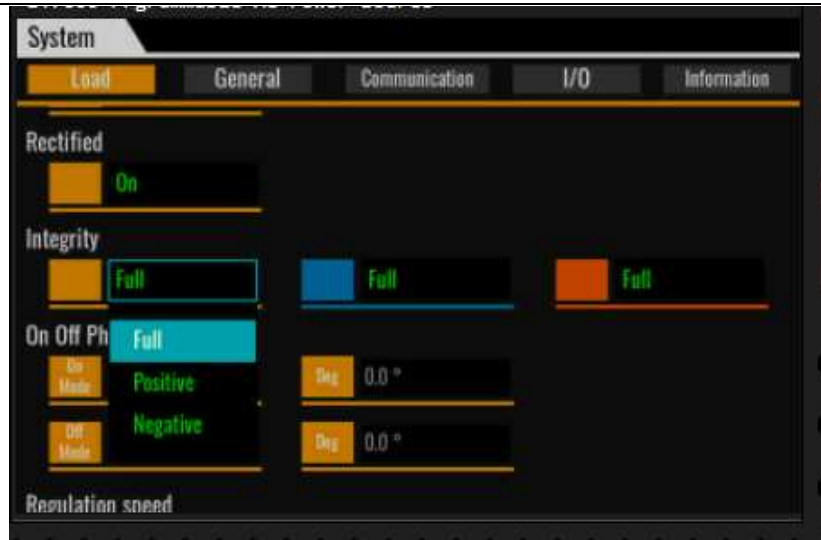 System
Load General Communication I/O Information
Rectified
On
Integrity
Full Full Full
On Off Ph
Full
On Mode Deg 0.0 °
Positive
Negative
Off Mode Deg 0.0 °
Regulation speed